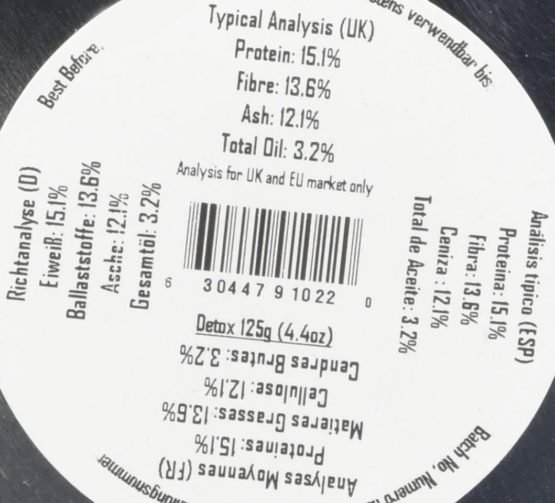 Typical Analysis (UK)
Protein: 15.1%
Fibre: 13.6%
Ash: 12.1%
Total Oil: 3.2%
Analysis for UK and EU market only
6 30447 91022 0
Detox 125g (4.4oz)
Best Before:
verwendbar bis:
Richtanalyse (D)
Eiweiß: 15.1%
Ballaststoffe: 13.6%
Asche: 12.1%
Gesamtöl: 3.2%
Análisis típico (ESP)
Proteina: 15.1%
Fibra: 13.6%
Ceniza : 12.1%
Total de Aceite: 3.2%
Analyses Moyennes (FR)
Proteines: 15.1%
Matieres Grasses: 13.6%
Cellulose: 12.1%
Cendres Brutes: 3.2%
Batch No, Numero